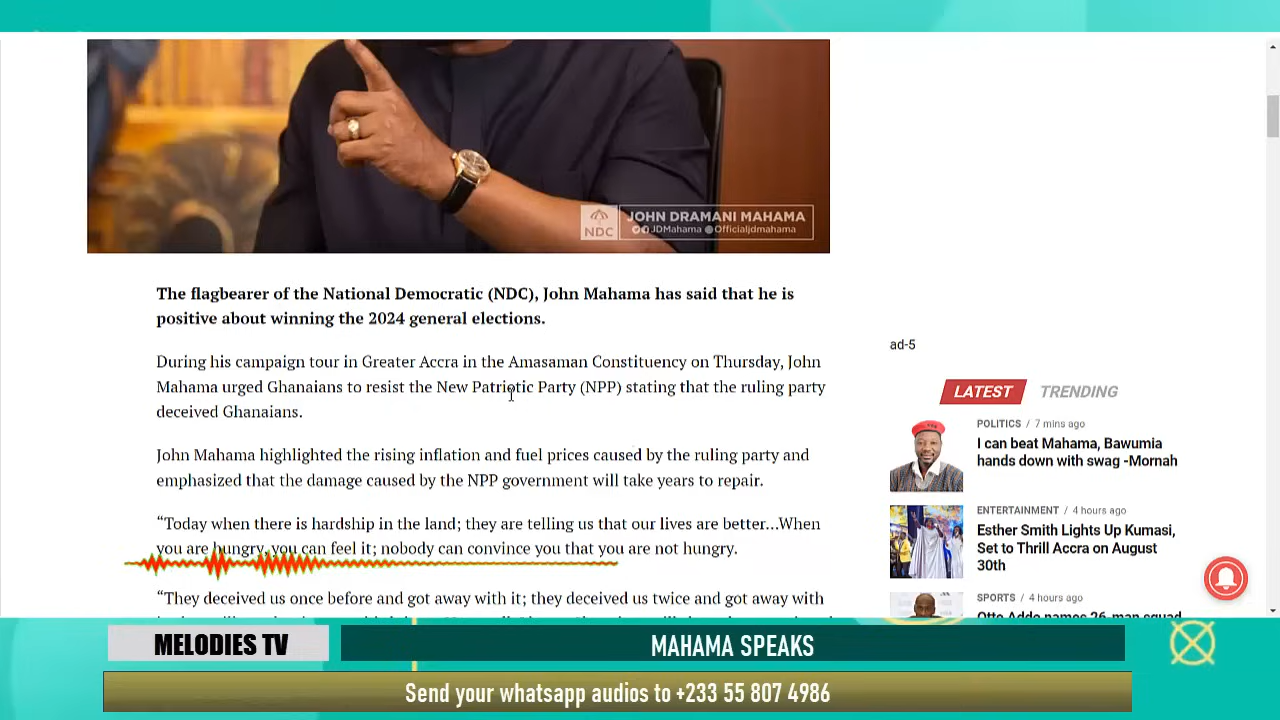 NDC
JOHN DRAMANI MAHAMA
JDMahama Officialjdmahama
The flagbearer of the National Democratic (NDC), John Mahama has said that he is
positive about winning the 2024 general elections.
During his campaign tour in Greater Accra in the Amasaman Constituency on Thursday, John
Mahama urged Ghanaians to resist the New Patriotic Party (NPP) stating that the ruling party
deceived Ghanaians.
John Mahama highlighted the rising inflation and fuel prices caused by the ruling party and
emphasized that the damage caused by the NPP government will take years to repair.
“Today when there is hardship in the land; they are telling us that our lives are better…When
you are hungry, you can feel it; nobody can convince you that you are not hungry.
“They deceived us once before and got away with it; they deceived us twice and got away with
ad-5
LATEST TRENDING
POLITICS / 7 mins ago
I can beat Mahama, Bawumia
hands down with swag -Mornah
ENTERTAINMENT / 4 hours ago
Esther Smith Lights Up Kumasi,
Set to Thrill Accra on August
30th
SPORTS / 4 hours ago
Otto Addo names 26-man squad
MELODIES TV
MAHAMA SPEAKS
Send your whatsapp audios to +233 55 807 4986